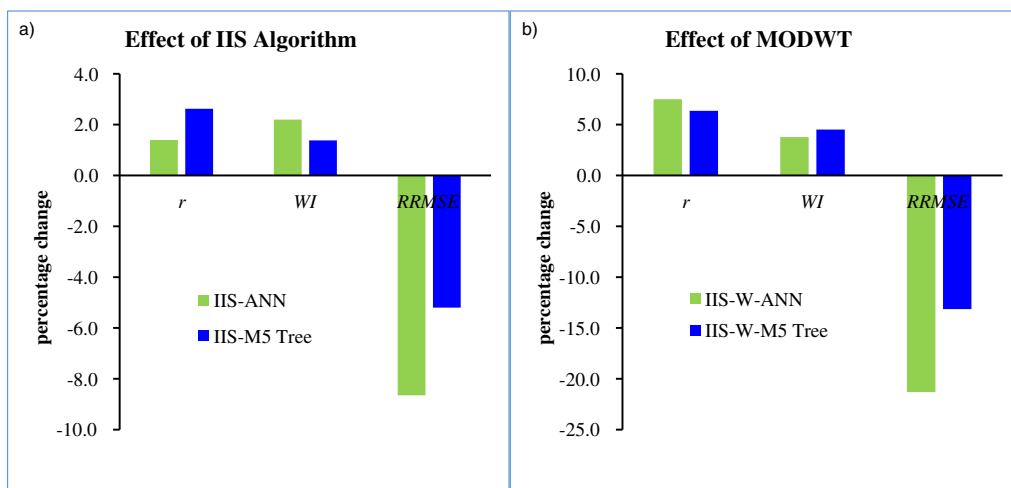 a)
Effect of IIS Algorithm
4.0
2.0
0.0
-2.0
-4.0
-6.0
-8.0
-10.0
percentage change
r
WI
RRMSE
IIS-ANN
IIS-M5 Tree
b)
Effect of MODWT
10.0
5.0
0.0
-5.0
-10.0
-15.0
-20.0
-25.0
percentage change
r
WI
RRMSE
IIS-W-ANN
IIS-W-M5 Tree